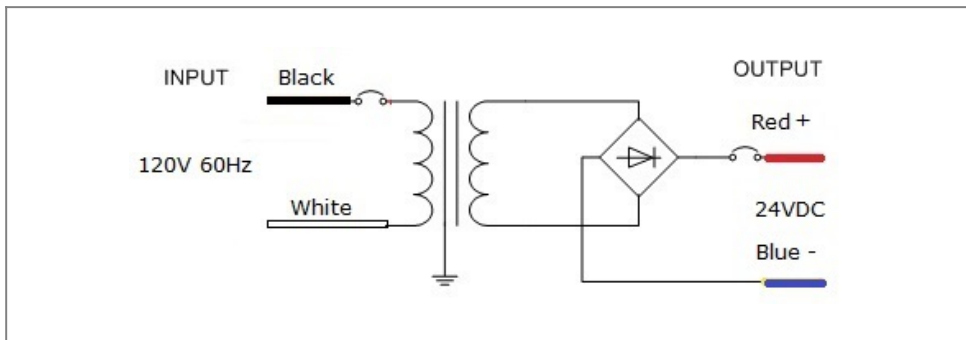 INPUT
Black
OUTPUT
Red +
120V 60Hz
White
24VDC
Blue -